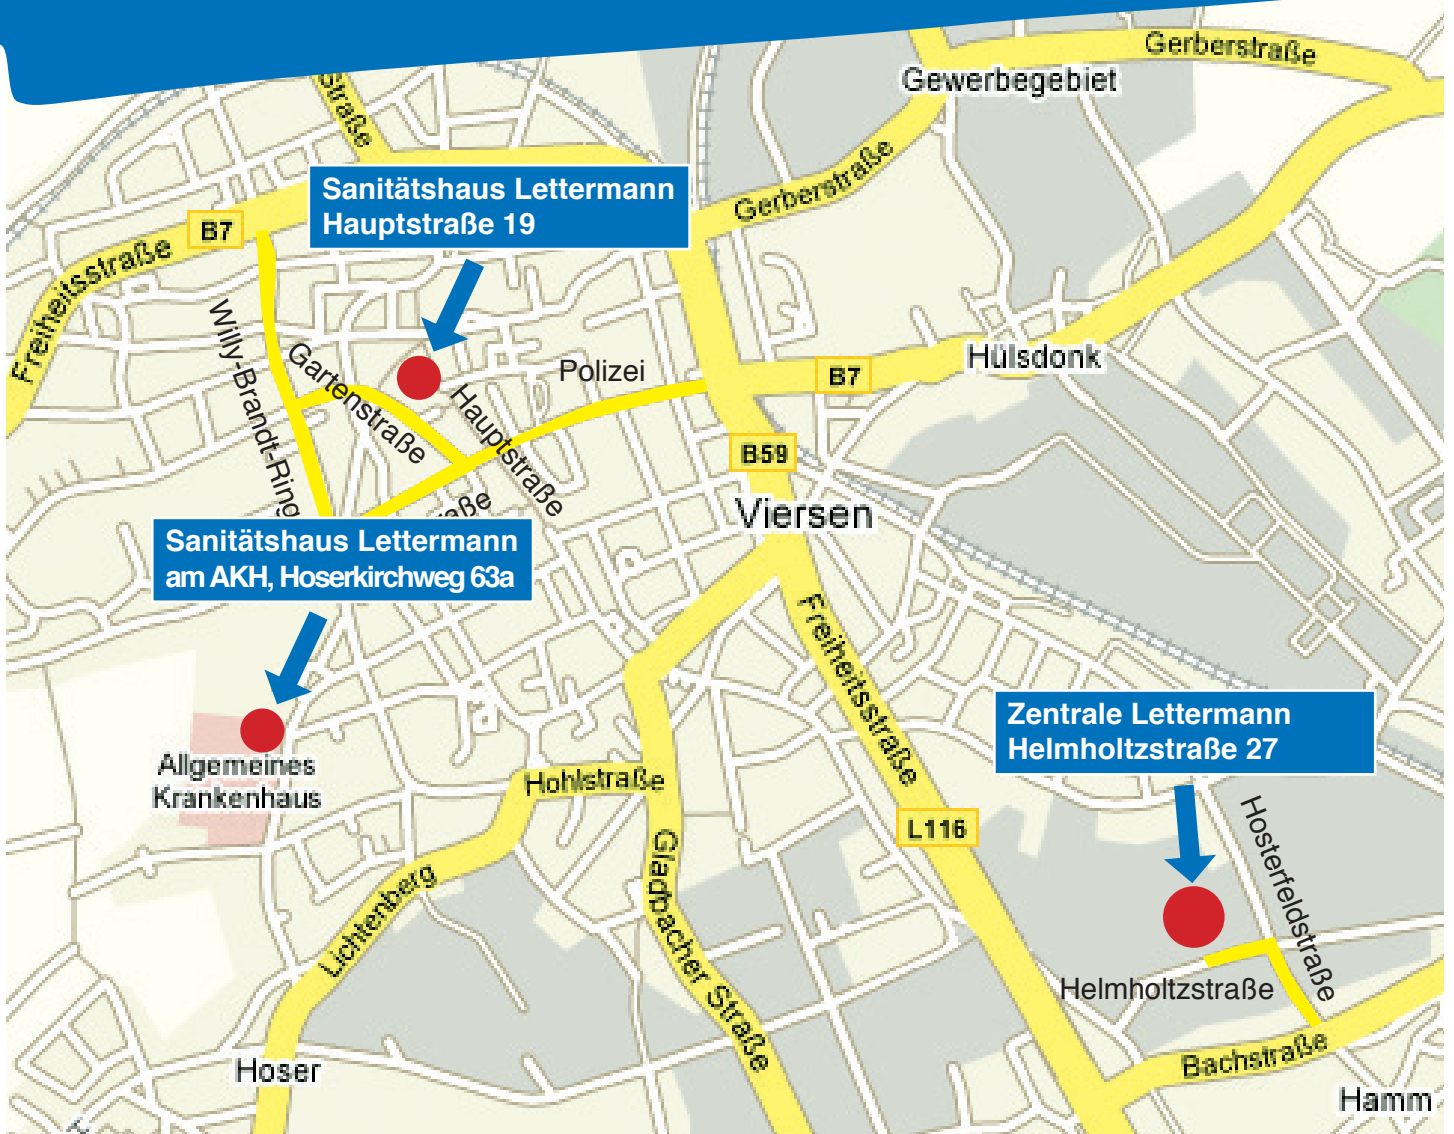 Gerberstraße
Gewerbegebiet
straße
Sanitätshaus Lettermann
Hauptstraße 19
Gerberstraße
B7
Freiheitsstraße
Willy-Brandt-Ring
Gartenstraße
Hauptstraße
Polizei
B7
Hülsdonk
B59
Viersen
aße
Sanitätshaus Lettermann
am AKH, Hoserkirchweg 63a
Freiheitsstraße
Zentrale Lettermann
Helmholtzstraße 27
Allgemeines
Krankenhaus
Hohlstraße
L116
Hosterfeldstraße
Lichtenberg
Gladbacher Straße
Helmholtzstraße
Bachstraße
Hoser
Hamm